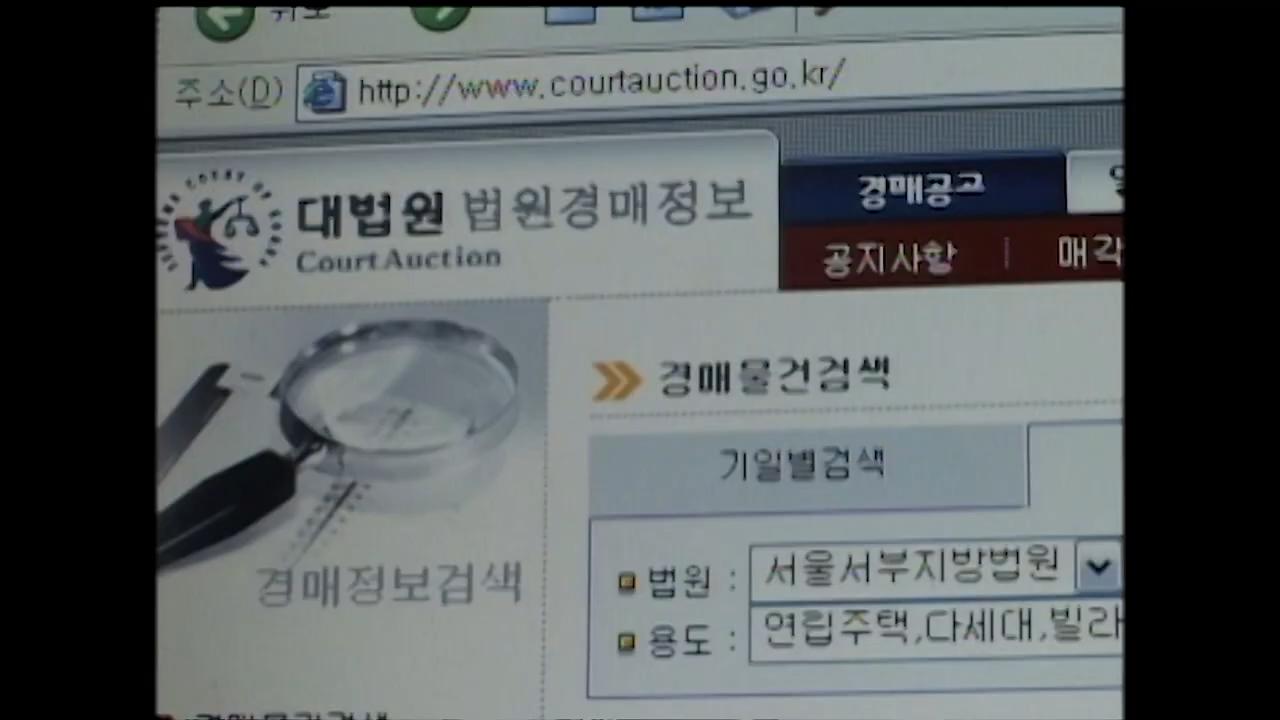 뒤로
주소(D) http://www.courtauction.go.kr/
대법원 법원경매정보
CourtAuction
경매공고
공지사항 | 매각
경매물건검색
기일별검색
경매정보검색
법원 : 서울서부지방법원
용도 : 연립주택,다세대,빌라